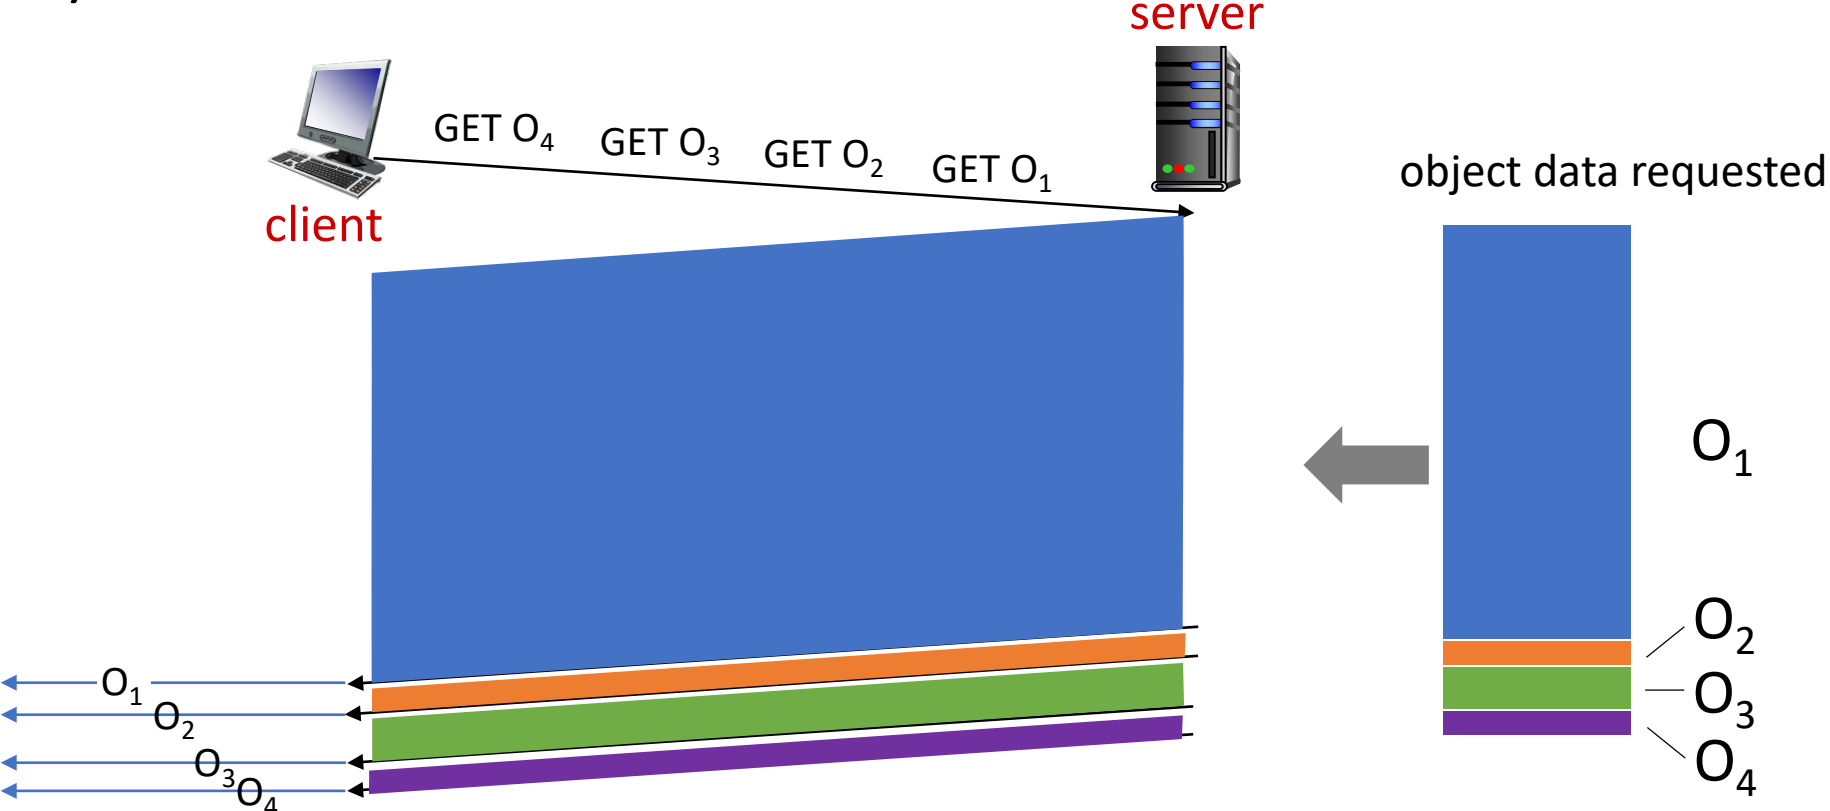 server
GET O₄
GET O₃
GET O₂
GET O₁
object data requested
client
O₁
O₂
O₃
O₄
O₁
O₂
O₃
O₄